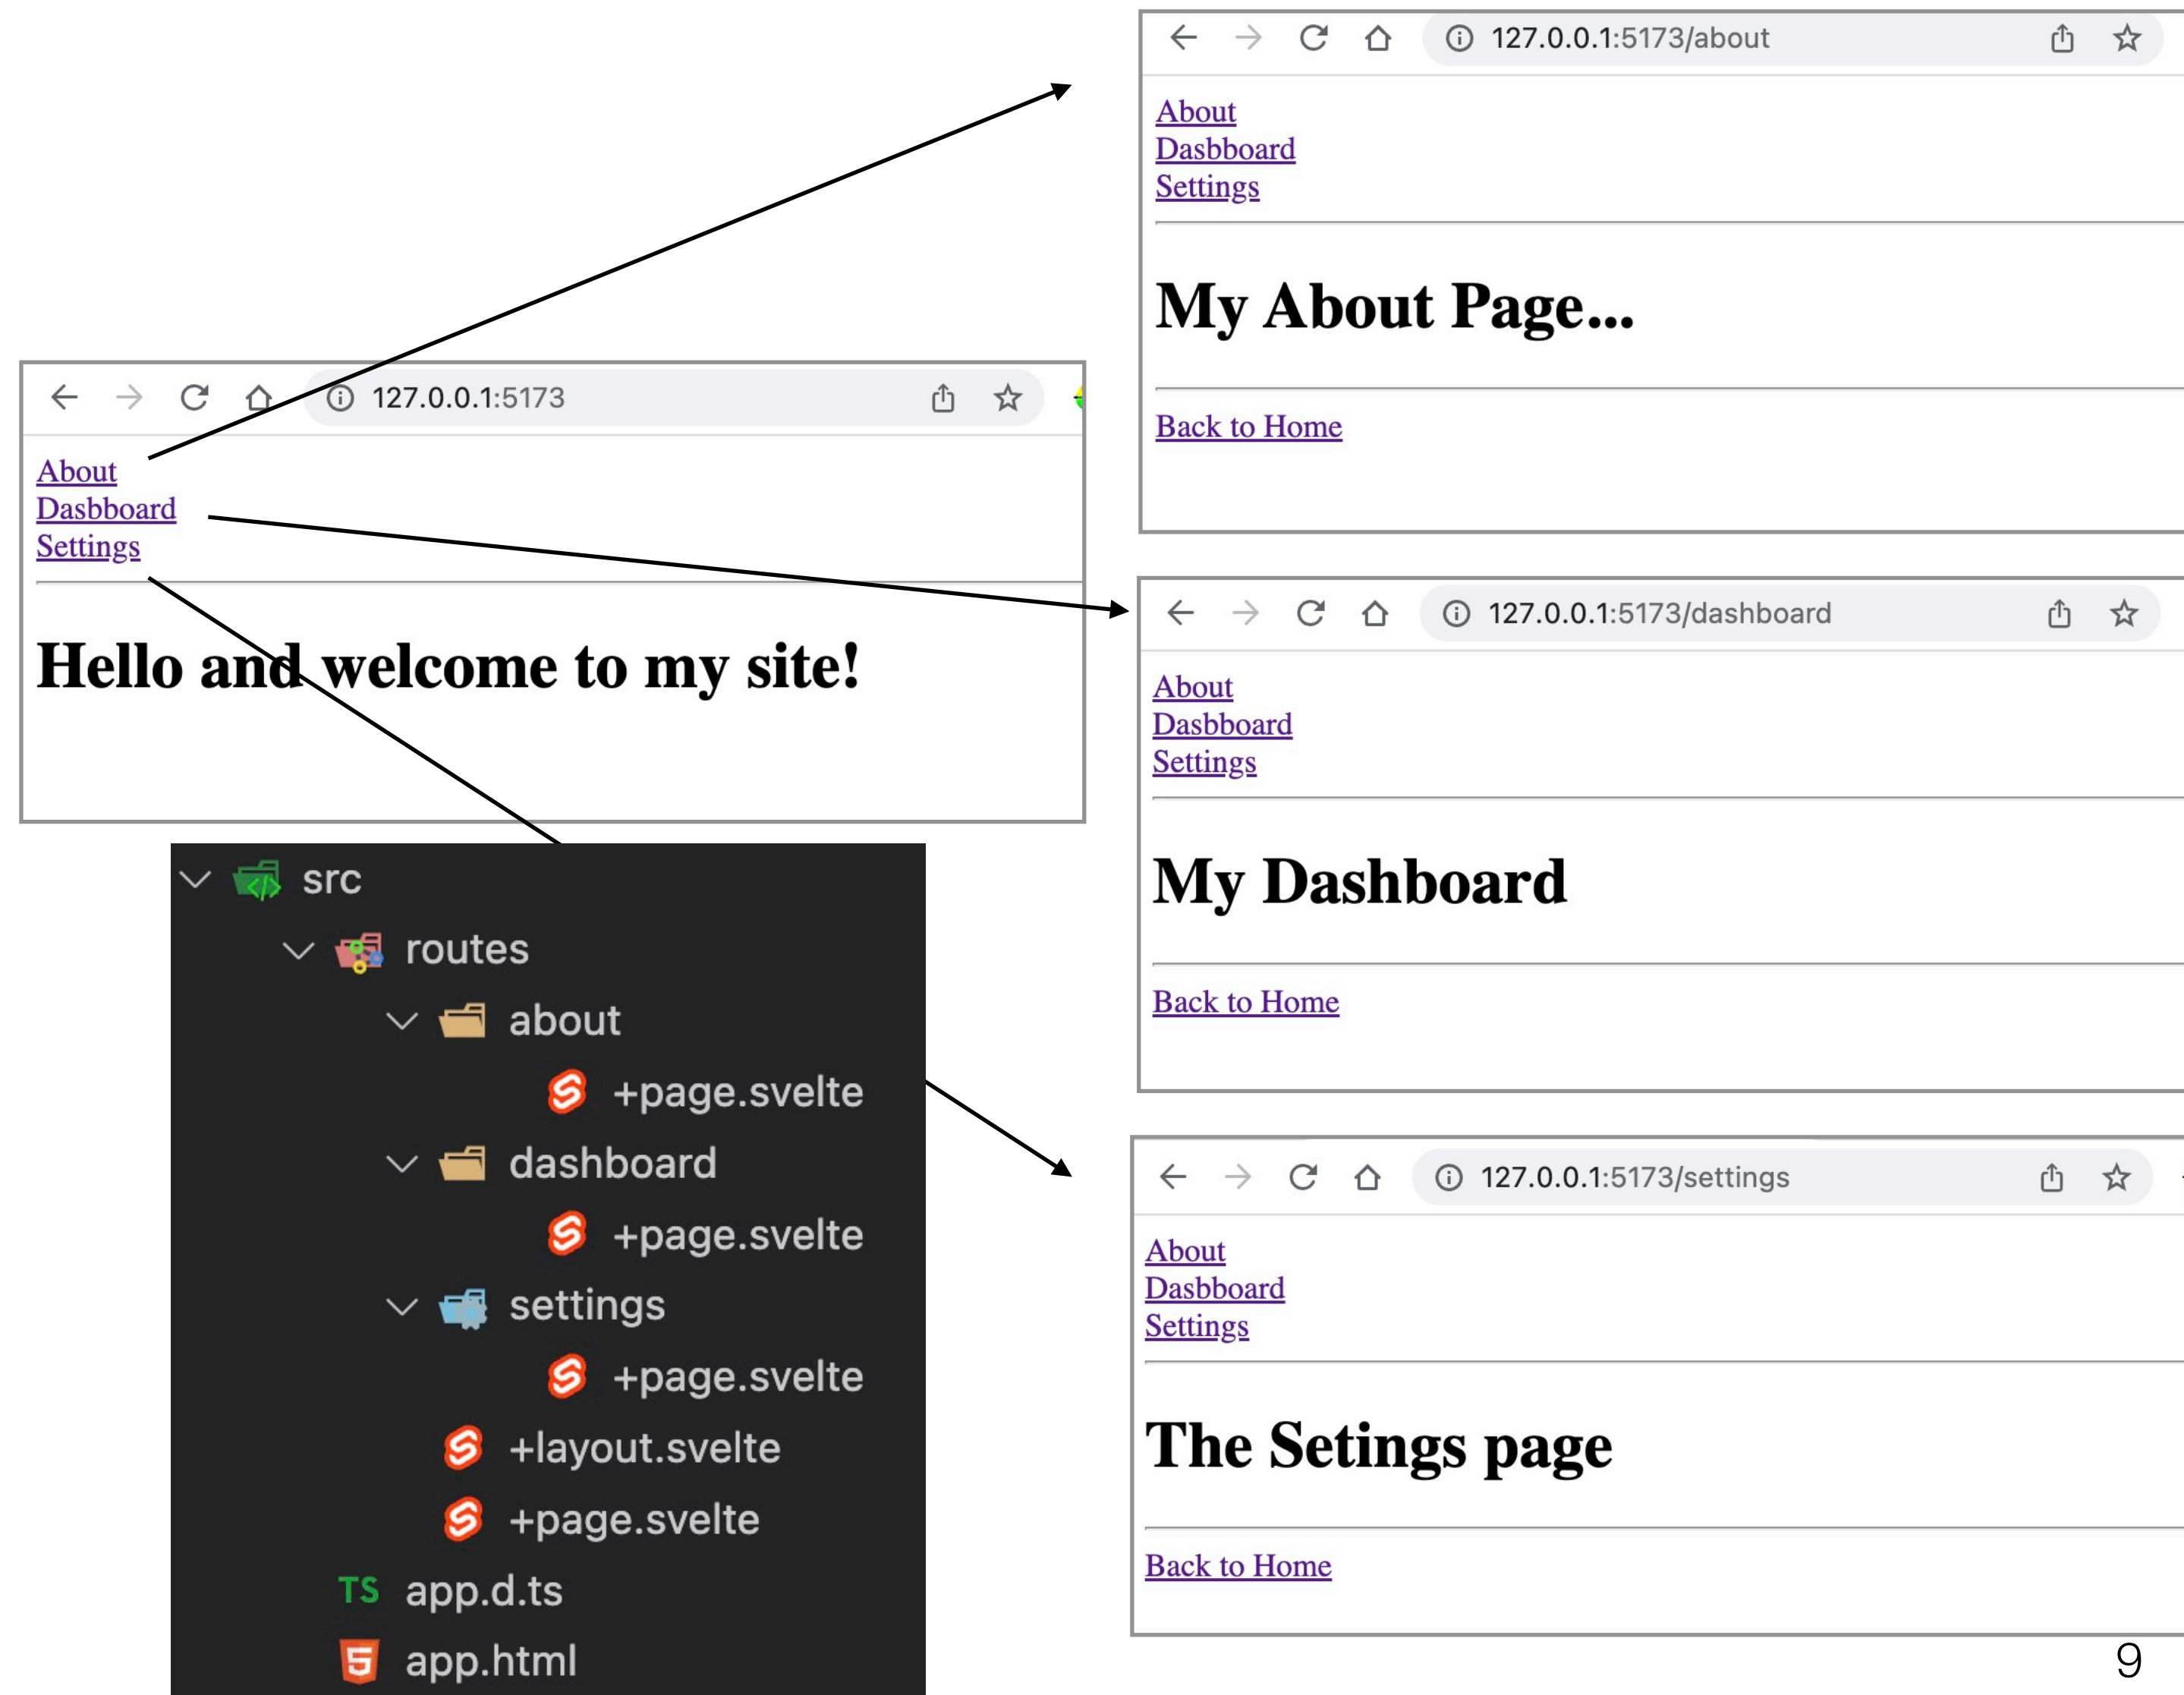 127.0.0.1:5173
About
Dasbboard
Settings
Hello and welcome to my site!
src
routes
about
+page.svelte
dashboard
+page.svelte
settings
+page.svelte
+layout.svelte
+page.svelte
TS app.d.ts
app.html
127.0.0.1:5173/about
About
Dasbboard
Settings
My About Page...
Back to Home
127.0.0.1:5173/dashboard
About
Dasbboard
Settings
My Dashboard
Back to Home
127.0.0.1:5173/settings
About
Dasbboard
Settings
The Setings page
Back to Home
9